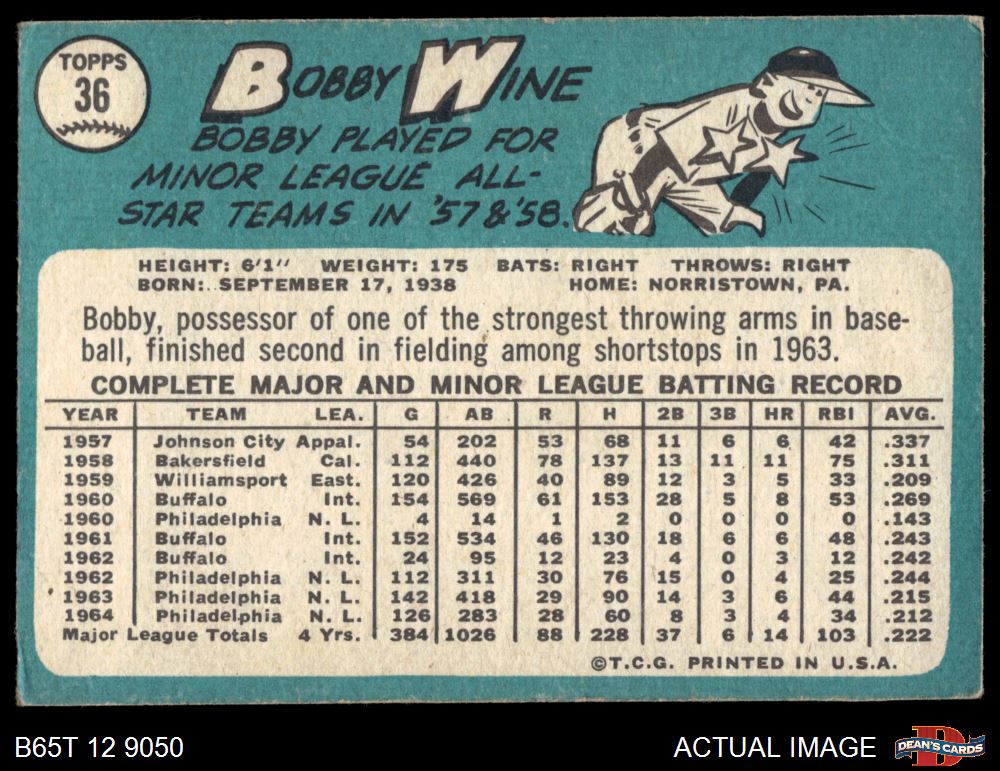 TOPPS
36
BOBBY WINE
BOBBY PLAYED FOR
MINOR LEAGUE ALL-
STAR TEAMS IN '57 & '58.
HEIGHT: 6'1" WEIGHT: 175 BATS: RIGHT THROWS: RIGHT
BORN: SEPTEMBER 17, 1938 HOME: NORRISTOWN, PA.
Bobby, possessor of one of the strongest throwing arms in base-
ball, finished second in fielding among shortstops in 1963.
COMPLETE MAJOR AND MINOR LEAGUE BATTING RECORD
YEAR TEAM LEA. G AB R H 2B 3B HR RBI AVG.
1957 Johnson City Appal. 54 202 53 68 11 6 6 42 .337
1958 Bakersfield Cal. 112 440 78 137 13 11 11 75 .311
1959 Williamsport East. 120 426 40 89 12 3 5 33 .209
1960 Buffalo Int. 154 569 61 153 28 5 8 53 .269
1960 Philadelphia N. L. 4 14 1 2 0 0 0 0 .143
1961 Buffalo Int. 152 534 46 130 18 6 6 48 .243
1962 Buffalo Int. 24 95 12 23 4 0 3 12 .242
1962 Philadelphia N. L. 112 311 30 76 15 0 4 25 .244
1963 Philadelphia N. L. 142 418 29 90 14 3 6 44 .215
1964 Philadelphia N. L. 126 283 28 60 8 3 4 34 .212
Major League Totals 4 Yrs. 384 1026 88 228 37 6 14 103 .222
©T.C.G. PRINTED IN U.S.A.
B65T 12 9050 ACTUAL IMAGE
DEAN'S CARDS